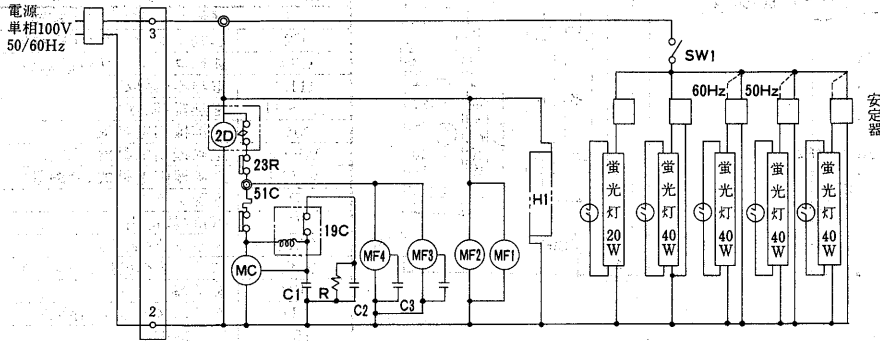 電源
単相100V
50/60Hz
3
SW1
60Hz
50Hz
安定器
2D
23R
51C
19C
MC
C1
R
C2
MF4
C3
MF3
MF2
MF1
H1
蛍光灯20W
蛍光灯40W
蛍光灯40W
蛍光灯40W
蛍光灯40W
2